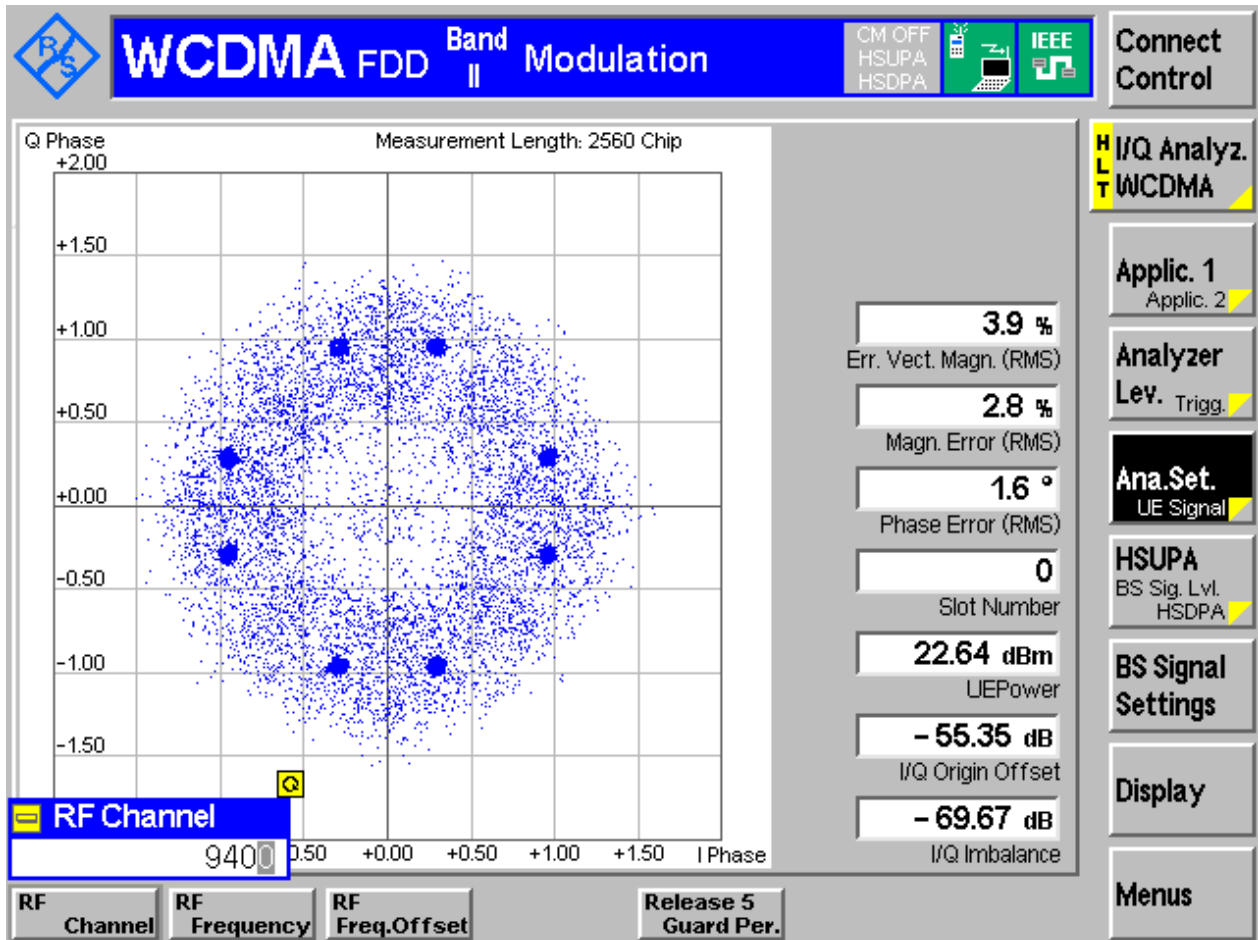 R/S
WCDMA FDD Band II Modulation
CM OFF
HSUPA
HSDPA
IEEE
Connect
Control
Q Phase
Measurement Length: 2560 Chip
+2.00
+1.50
+1.00
+0.50
+0.00
-0.50
-1.00
-1.50
Q
0.50 +0.00 +0.50 +1.00 +1.50 I Phase
RF Channel
9400
3.9 %
Err. Vect. Magn. (RMS)
2.8 %
Magn. Error (RMS)
1.6 °
Phase Error (RMS)
0
Slot Number
22.64 dBm
UEPower
- 55.35 dB
I/Q Origin Offset
- 69.67 dB
I/Q Imbalance
HLT
I/Q Analyz.
WCDMA
Applic. 1
Applic. 2
Analyzer
Lev. Trigg.
Ana.Set.
UE Signal
HSUPA
BS Sig. Lvl.
HSDPA
BS Signal
Settings
Display
Menus
RF
Channel
RF
Frequency
RF
Freq.Offset
Release 5
Guard Per.